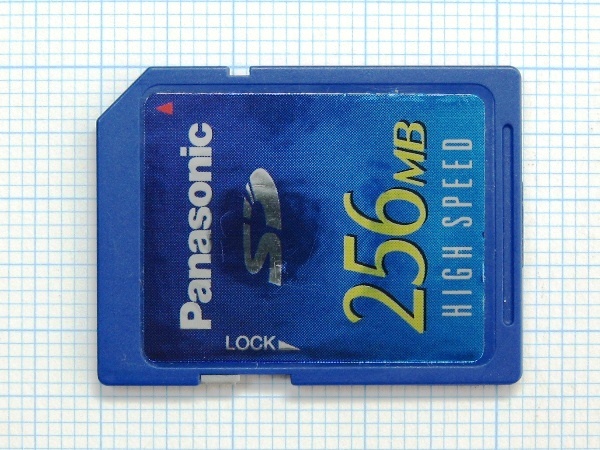 Panasonic
SD
256MB
HIGH SPEED
LOCK